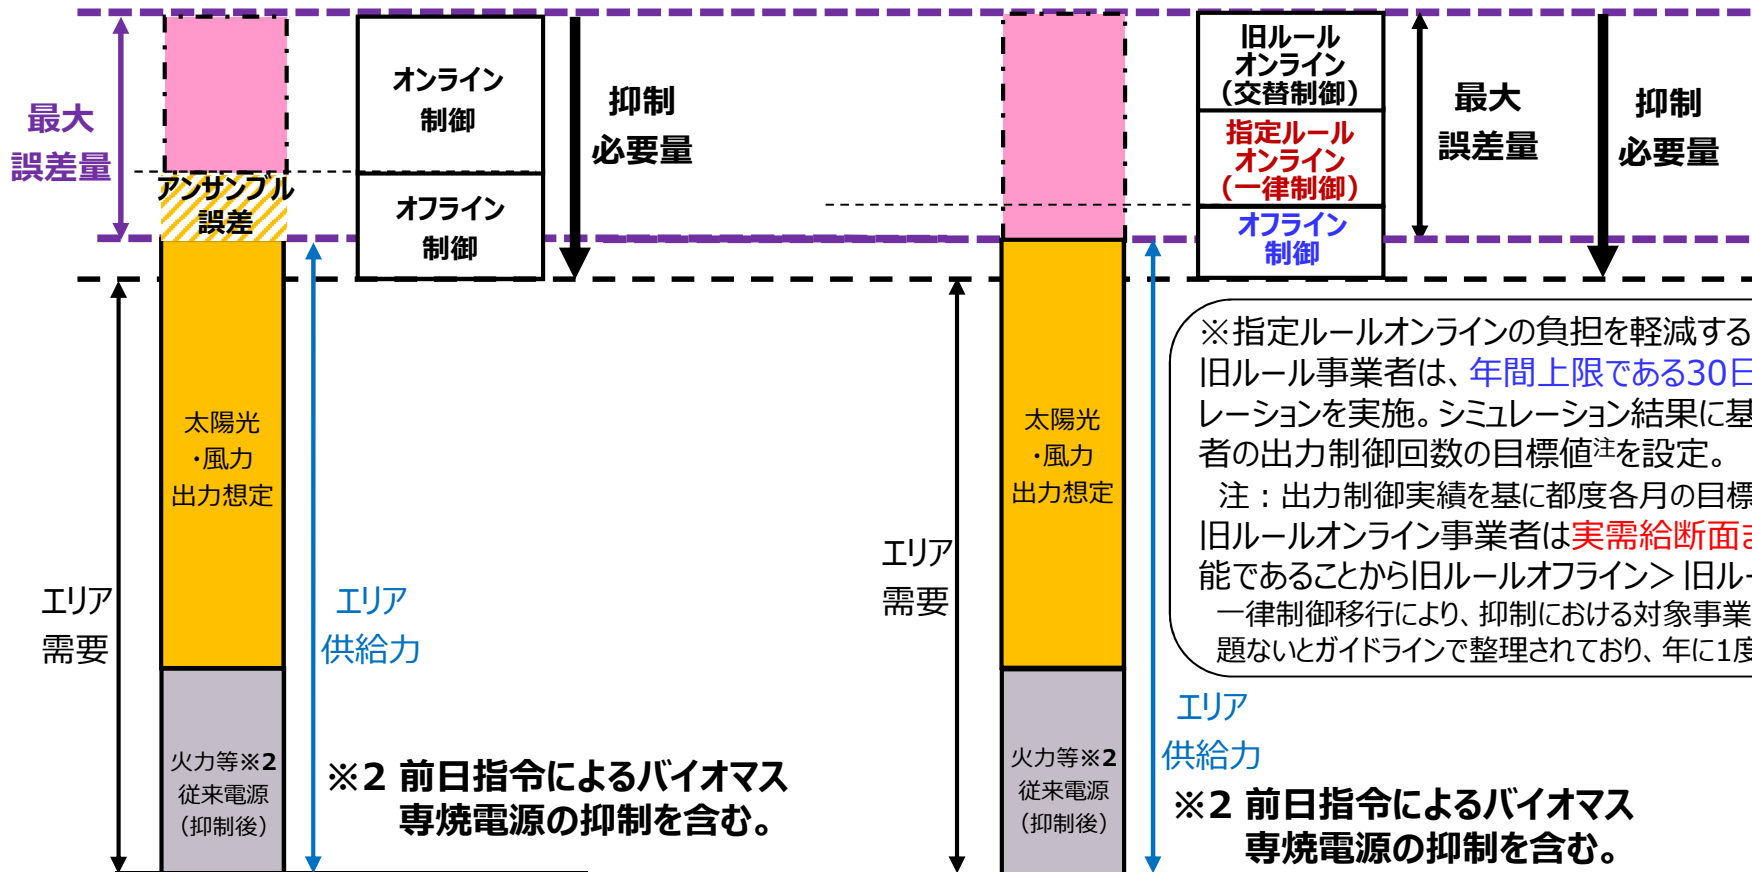 最大
誤差量
アンサンブル
誤差
オンライン
制御
オフライン
制御
抑制
必要量
太陽光
・風力
出力想定
エリア
需要
エリア
供給力
火力等※2
従来電源
（抑制後）
※2 前日指令によるバイオマス
専焼電源の抑制を含む。
旧ルール
オンライン
（交替制御）
指定ルール
オンライン
（一律制御）
オフライン
制御
最大
誤差量
抑制
必要量
太陽光
・風力
出力想定
エリア
需要
エリア
供給力
火力等※2
従来電源
（抑制後）
※2 前日指令によるバイオマス
専焼電源の抑制を含む。
※指定ルールオンラインの負担を軽減する
旧ルール事業者は、年間上限である30日
レーションを実施。シミュレーション結果に基
者の出力制御回数の目標値注を設定。
注：出力制御実績を基に都度各月の目標
旧ルールオンライン事業者は実需給断面ま
能であることから旧ルールオフライン＞旧ルー
一律制御移行により、抑制における対象事業
題ないとガイドラインで整理されており、年に1度